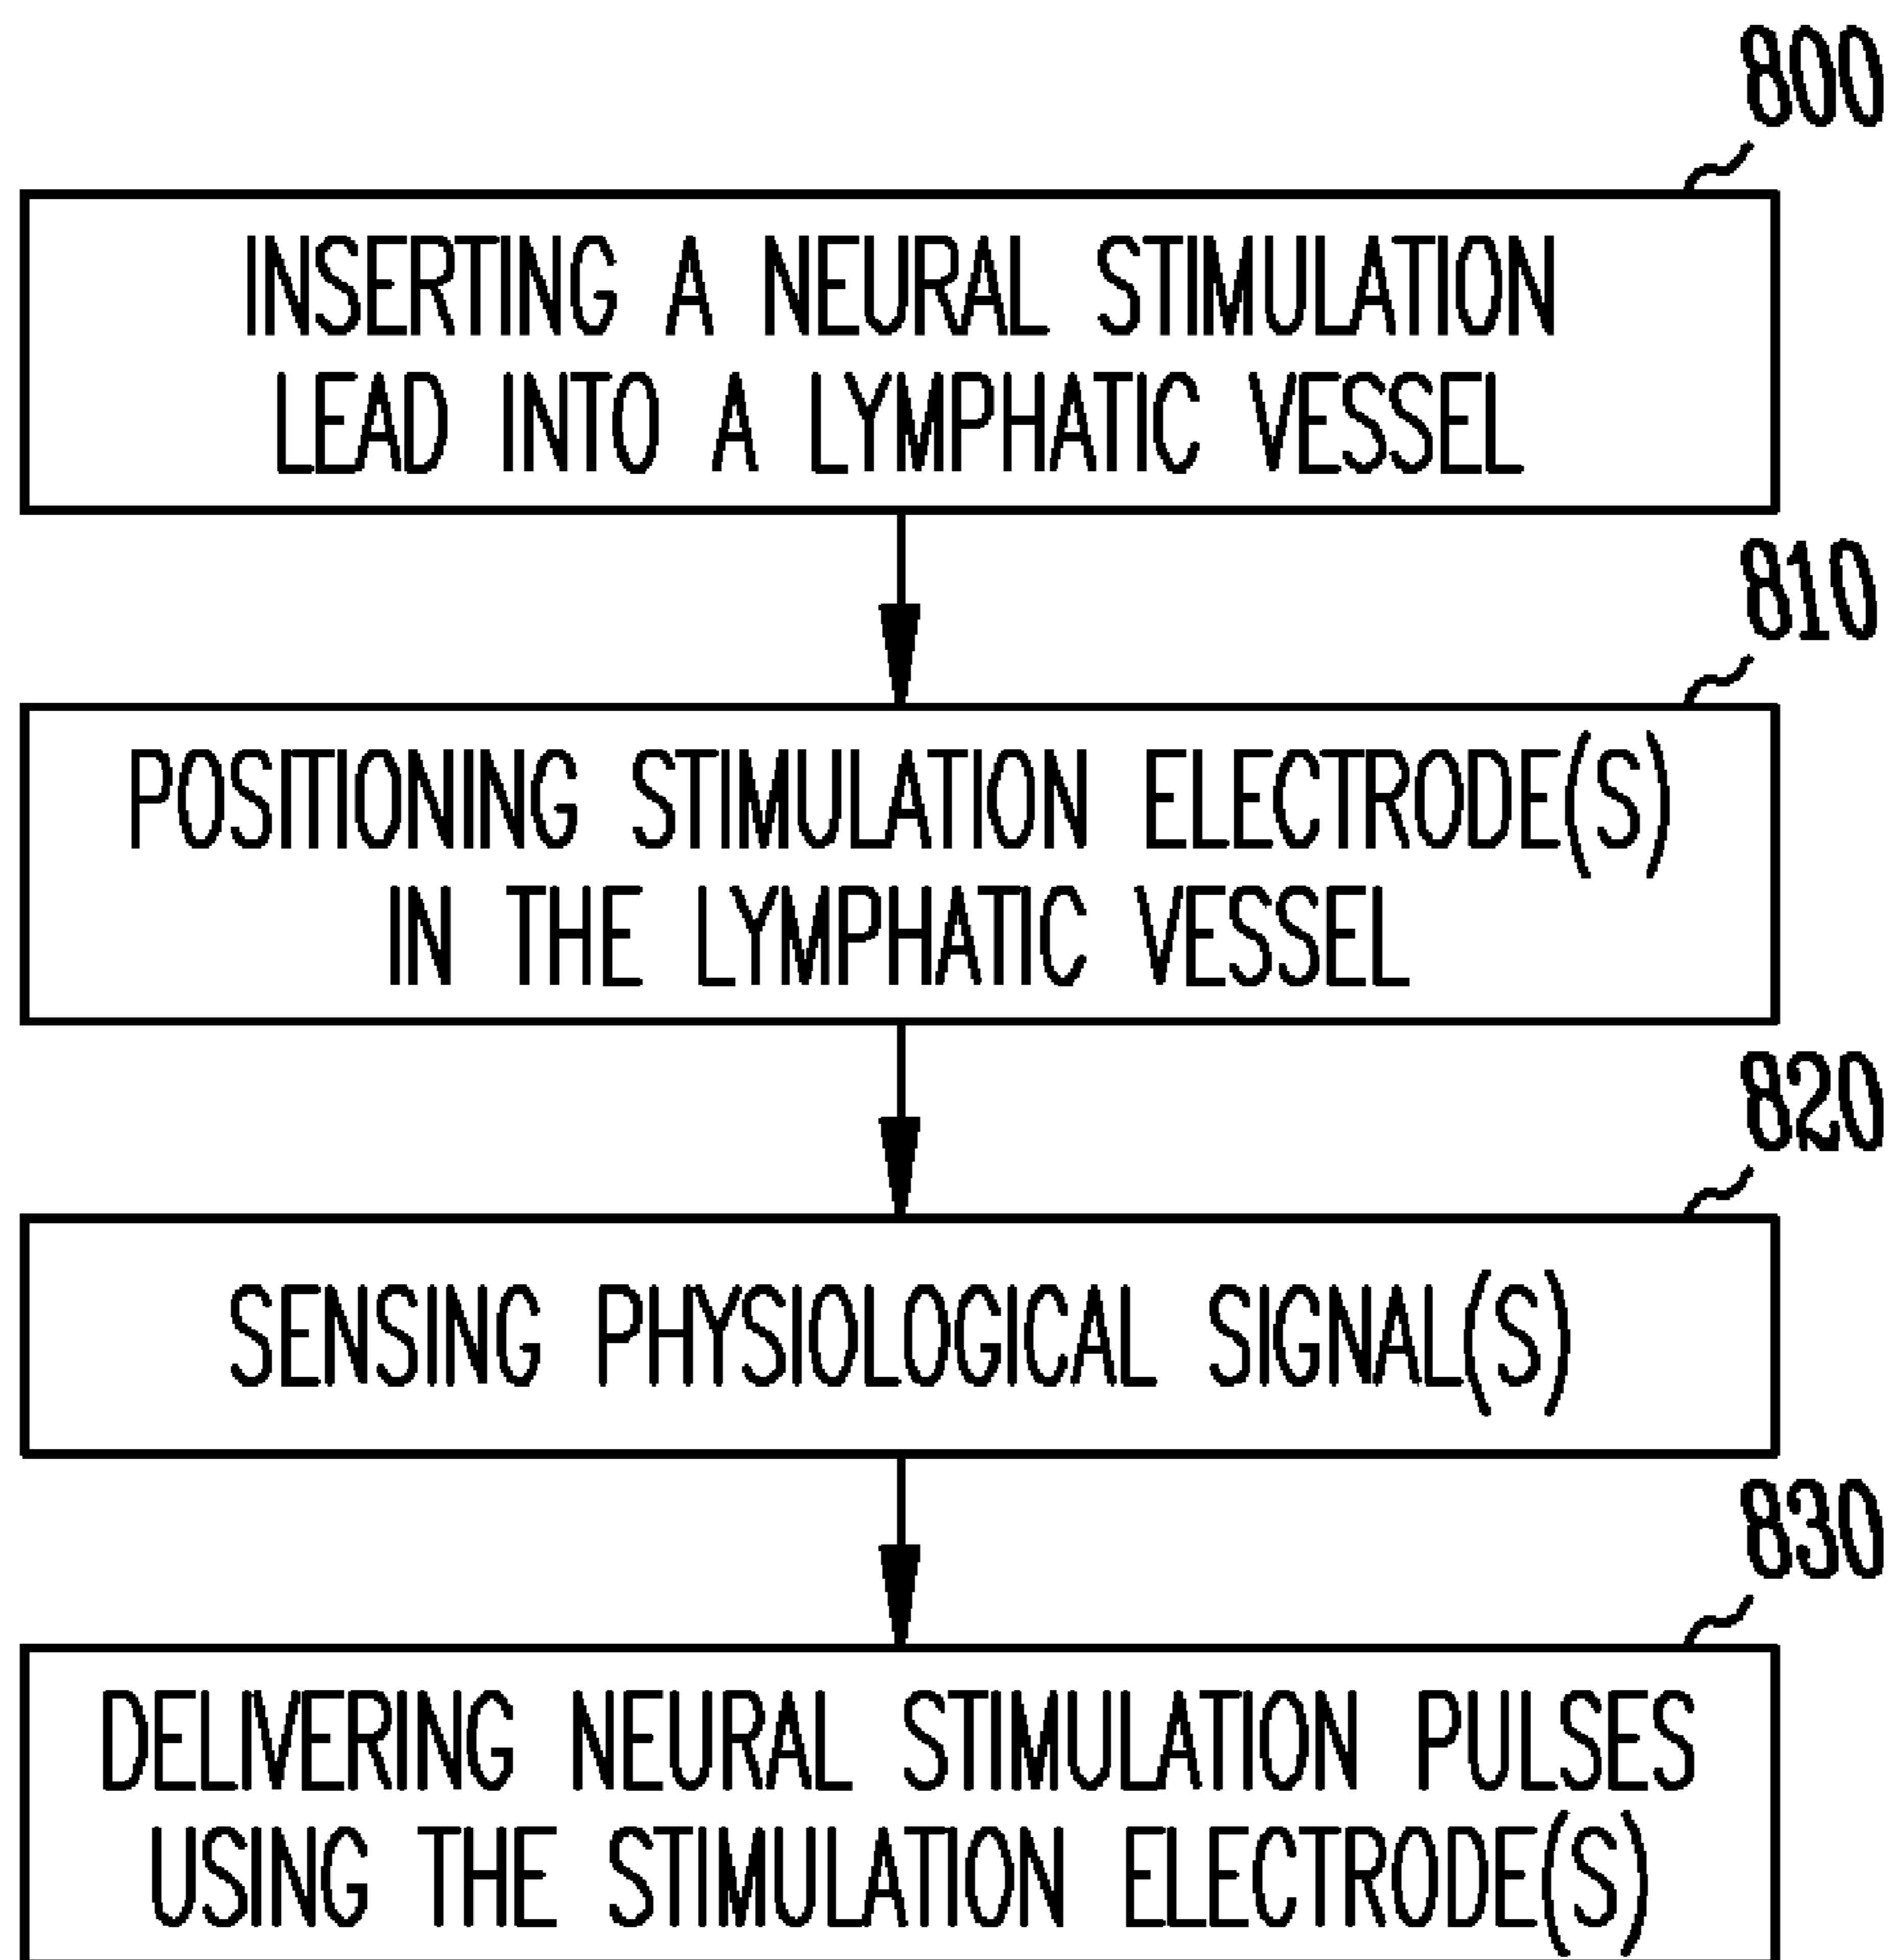 800
INSERTING A NEURAL STIMULATION
LEAD INTO A LYMPHATIC VESSEL
810
POSITIONING STIMULATION ELECTRODE(S)
IN THE LYMPHATIC VESSEL
820
SENSING PHYSIOLOGICAL SIGNAL(S)
830
DELIVERING NEURAL STIMULATION PULSES
USING THE STIMULATION ELECTRODE(S)